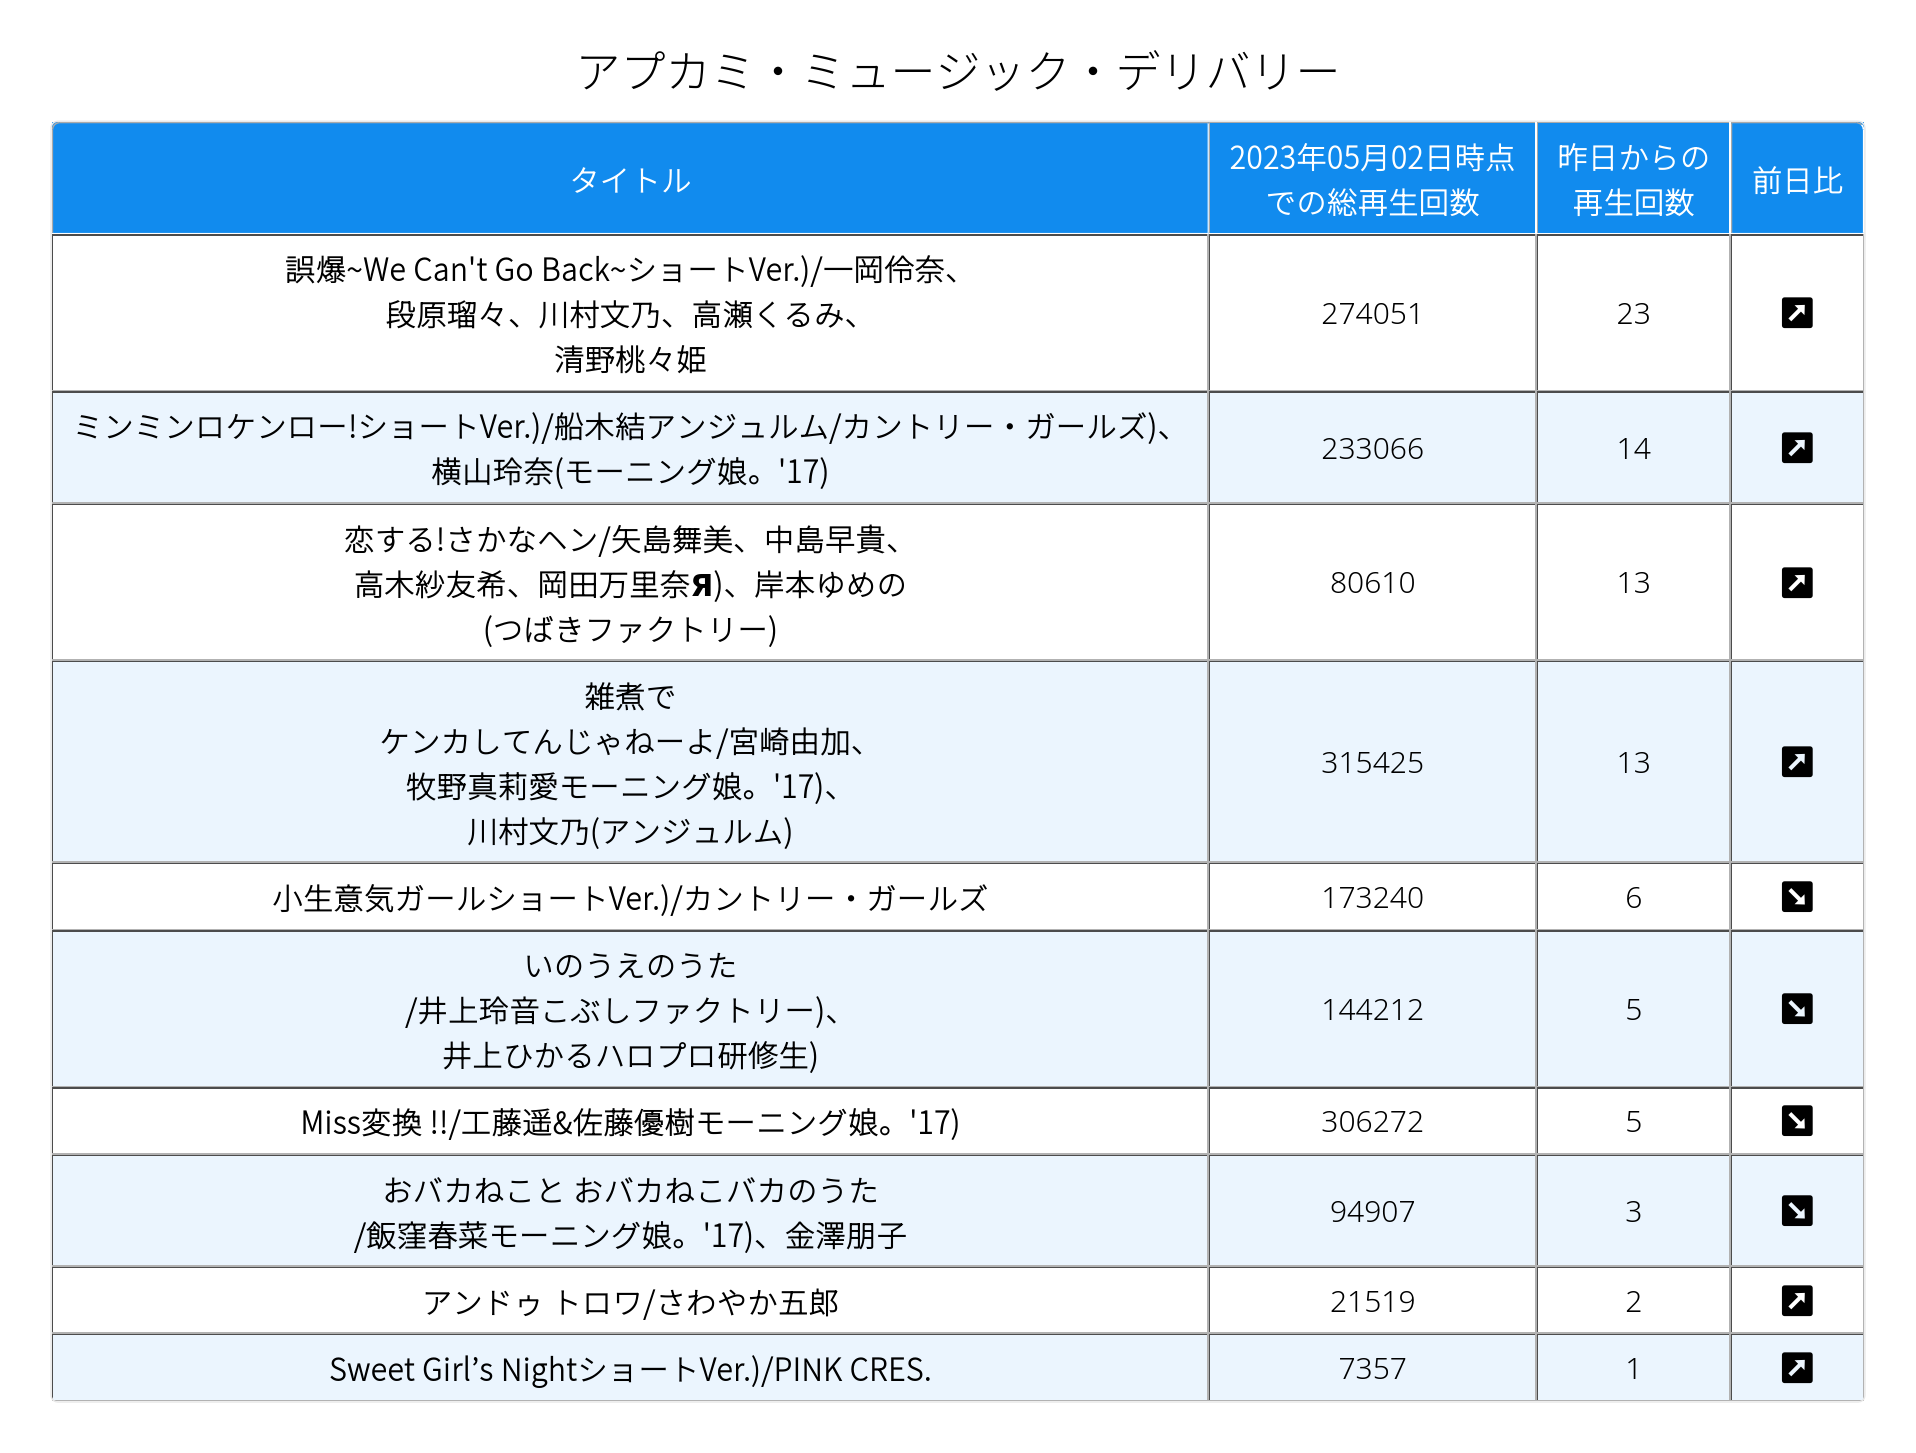 アプカミ・ミュージック・デリバリー
タイトル
2023年05月02日時点
での総再生回数
昨日からの
再生回数
前日比
誤爆~We Can't Go Back~ショートVer.)/一岡伶奈、
段原瑠々、川村文乃、高瀬くるみ、
清野桃々姫
274051
23
ミンミンロケンロー!ショートVer.)/船木結アンジュルム/カントリー・ガールズ)、
横山玲奈(モーニング娘。'17)
233066
14
恋する!さかなヘン/矢島舞美、中島早貴、
高木紗友希、岡田万里奈Я)、岸本ゆめの
(つばきファクトリー)
80610
13
雑煮で
ケンカしてんじゃねーよ/宮崎由加、
牧野真莉愛モーニング娘。'17)、
川村文乃(アンジュルム)
315425
13
小生意気ガールショートVer.)/カントリー・ガールズ
173240
6
いのうえのうた
/井上玲音こぶしファクトリー)、
井上ひかるハロプロ研修生)
144212
5
Miss変換 !!/工藤遥&佐藤優樹モーニング娘。'17)
306272
5
おバカねこと おバカねこバカのうた
/飯窪春菜モーニング娘。'17)、金澤朋子
94907
3
アンドゥ トロワ/さわやか五郎
21519
2
Sweet Girl’s NightショートVer.)/PINK CRES.
7357
1